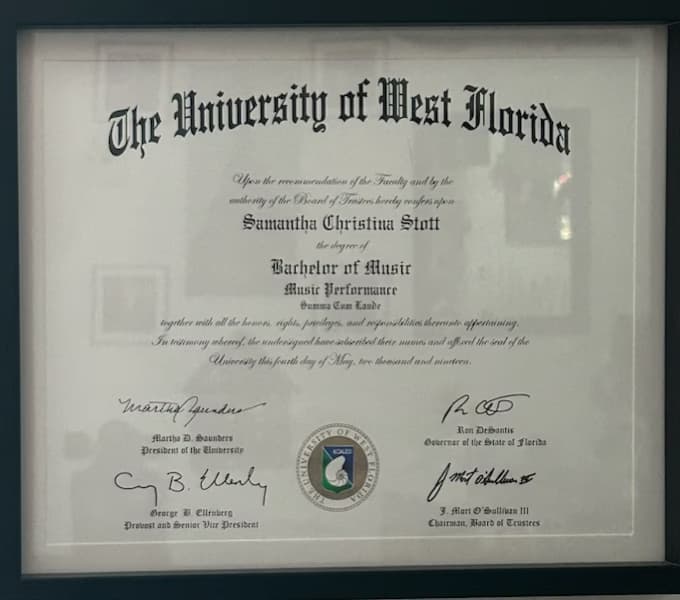 The University of West Florida
Upon the recommendation of the Faculty and by the
authority of the Board of Trustees hereby confers upon
Samantha Christina Stott
the degree of
Bachelor of Music
Music Performance
Summa Cum Laude
together with all the honors, rights, privileges, and responsibilities thereunto appertaining.
In testimony whereof, the undersigned have subscribed their names and affixed the seal of the
University this fourth day of May, two thousand and nineteen.
Martha D. Saunders
President of the University
Ron DeSantis
Governor of the State of Florida
THE UNIVERSITY OF WEST FLORIDA
George B. Ellenberg
Provost and Senior Vice President
J. Mort O'Sullivan III
Chairman, Board of Trustees